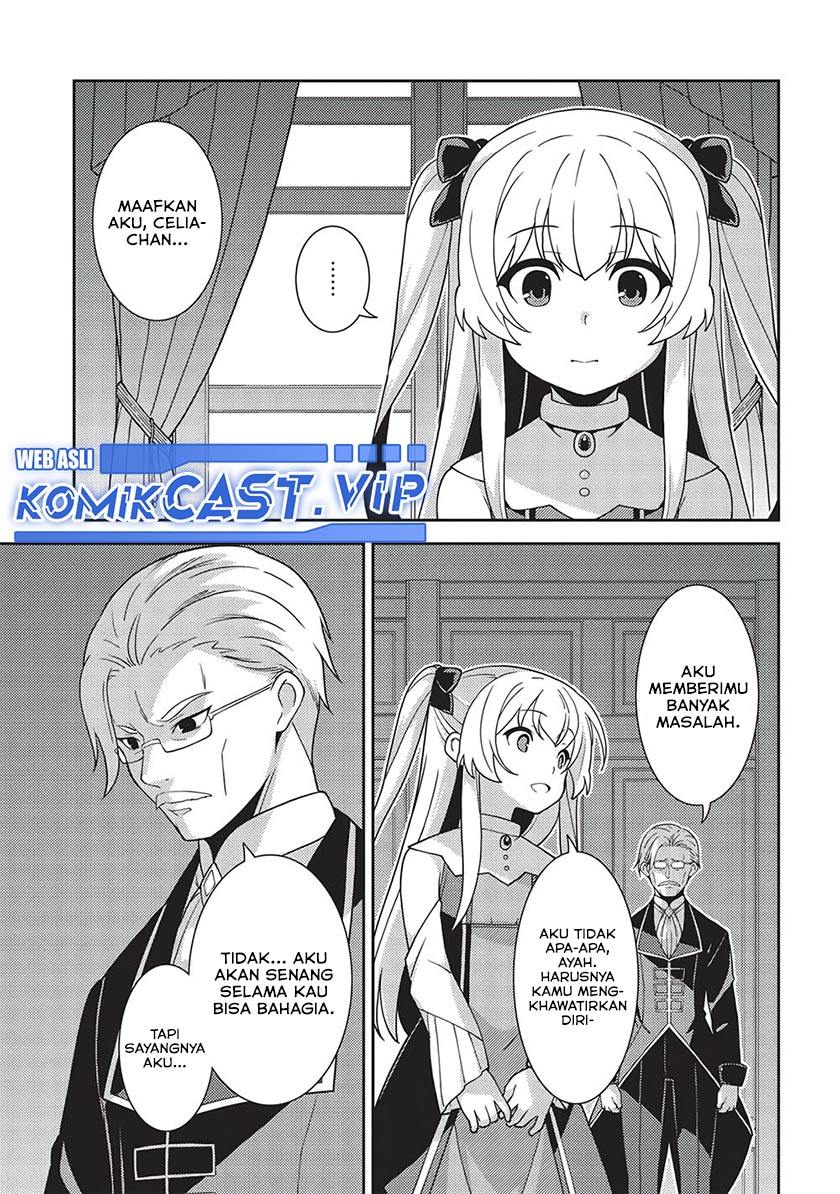 MAAFKAN
AKU, CELIA-
CHAN...
......
WEB ASLI
KOMIKCAST.VIP
AKU
MEMBERIMU
BANYAK
MASALAH.
AKU TIDAK
APA-APA,
AYAH.
HARUSNYA
KAMU MENG-
KHAWATIRKAN
DIRI-
TIDAK... AKU
AKAN SENANG
SELAMA KAU
BISA BAHAGIA.
TAPI
SAYANGNYA
AKU...